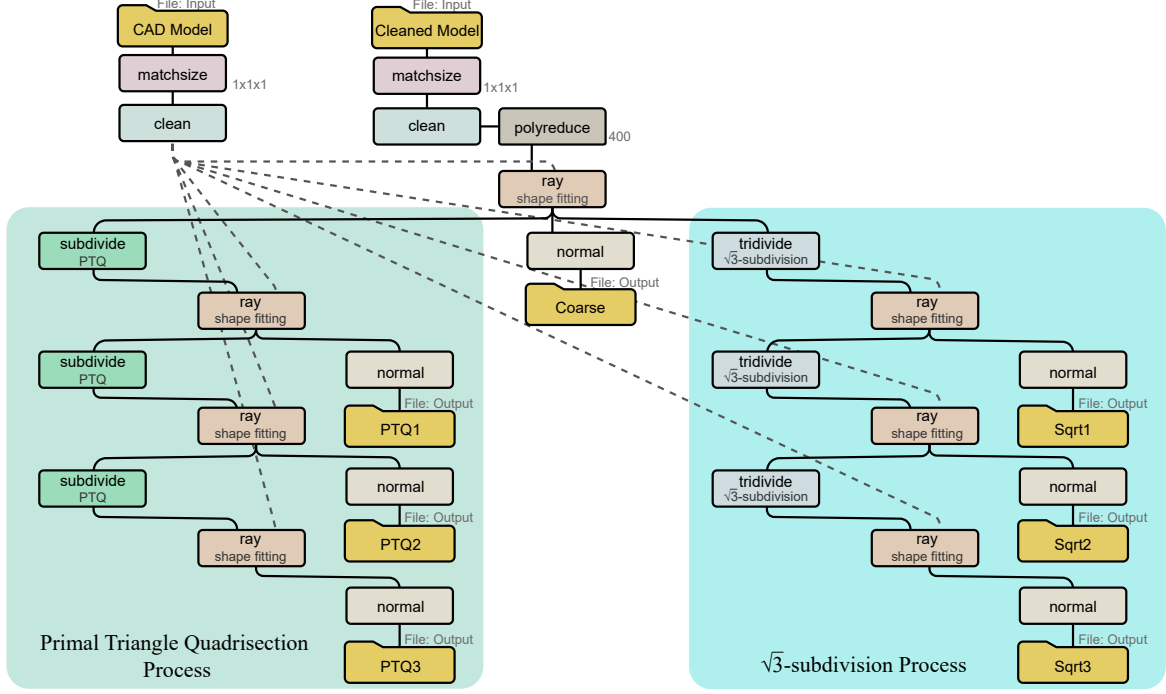 File: Input
File: Input
CAD Model
Cleaned Model
matchsize
1x1x1
matchsize
1x1x1
clean
clean
polyreduce
400
ray
shape fitting
subdivide
PTQ
normal
tridivide
√3-subdivision
File: Output
Coarse
ray
shape fitting
ray
shape fitting
subdivide
PTQ
normal
tridivide
√3-subdivision
normal
File: Output
File: Output
ray
shape fitting
PTQ1
ray
shape fitting
Sqrt1
subdivide
PTQ
normal
tridivide
√3-subdivision
normal
File: Output
File: Output
ray
shape fitting
PTQ2
ray
shape fitting
Sqrt2
normal
normal
File: Output
File: Output
Primal Triangle Quadrisection
Process
PTQ3
√3-subdivision Process
Sqrt3